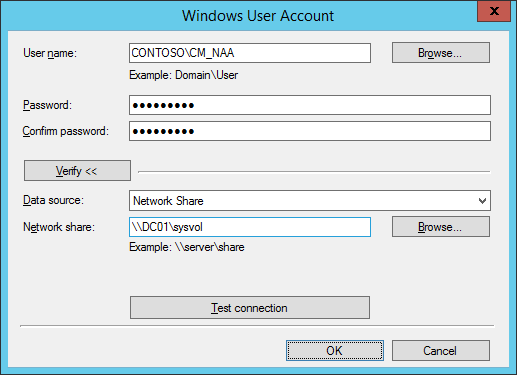 Windows User Account
x
User name: CONTOSO\CM_NAA Browse...
Example: Domain\User
Password: ●●●●●●●●●
Confirm password: ●●●●●●●●●
Verify <<
Data source: Network Share
Network share: \\DC01\sysvol Browse...
Example: \\server\share
Test connection
OK Cancel